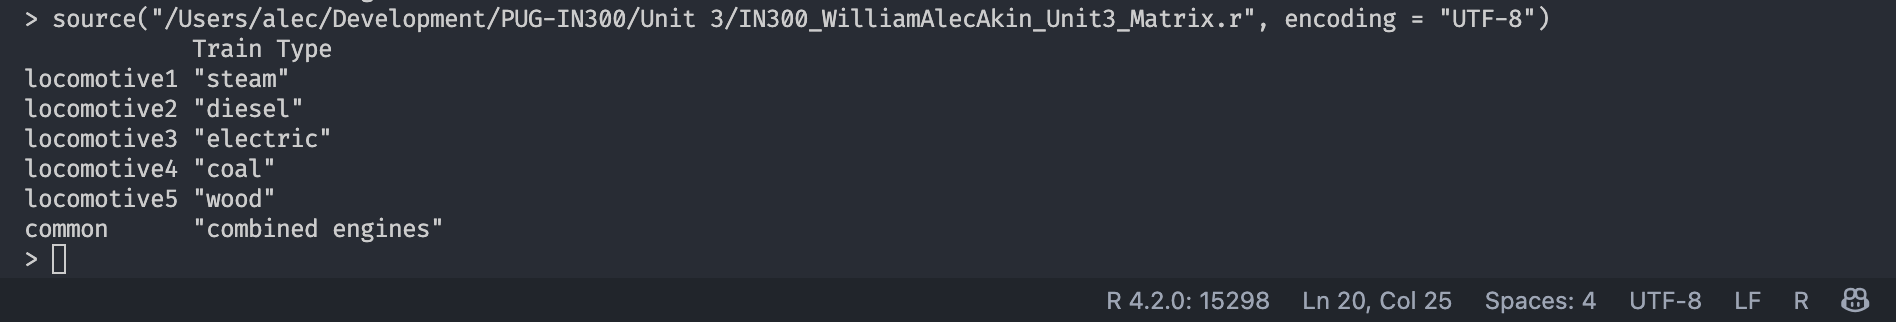 > source("/Users/alec/Development/PUG-IN300/Unit 3/IN300_WilliamAlecAkin_Unit3_Matrix.r", encoding = "UTF-8")
Train Type
locomotive1 "steam"
locomotive2 "diesel"
locomotive3 "electric"
locomotive4 "coal"
locomotive5 "wood"
common "combined engines"
>
R 4.2.0: 15298 Ln 20, Col 25 Spaces: 4 UTF-8 LF R